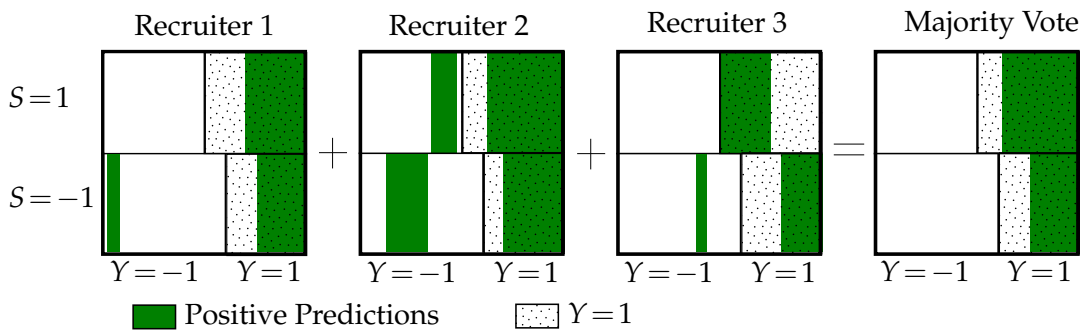 Recruiter 1 Recruiter 2 Recruiter 3 Majority Vote
S = 1
+ + =
S = −1
Y = −1 Y = 1 Y = −1 Y = 1 Y = −1 Y = 1 Y = −1 Y = 1
Positive Predictions Y = 1